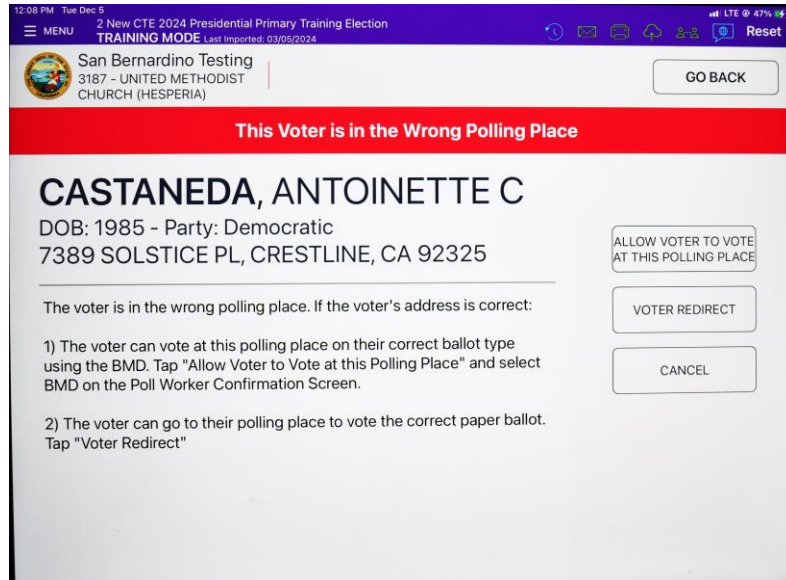 12:08 PM Tue Dec 5
LTE 47%
MENU
2 New CTE 2024 Presidential Primary Training Election
TRAINING MODE Last Imported: 03/05/2024
Reset
San Bernardino Testing
3187 - UNITED METHODIST
CHURCH (HESPERIA)
GO BACK
This Voter is in the Wrong Polling Place
CASTANEDA, ANTOINETTE C
DOB: 1985 - Party: Democratic
7389 SOLSTICE PL, CRESTLINE, CA 92325
The voter is in the wrong polling place. If the voter's address is correct:
1) The voter can vote at this polling place on their correct ballot type
using the BMD. Tap "Allow Voter to Vote at this Polling Place" and select
BMD on the Poll Worker Confirmation Screen.
2) The voter can go to their polling place to vote the correct paper ballot.
Tap "Voter Redirect"
ALLOW VOTER TO VOTE
AT THIS POLLING PLACE
VOTER REDIRECT
CANCEL